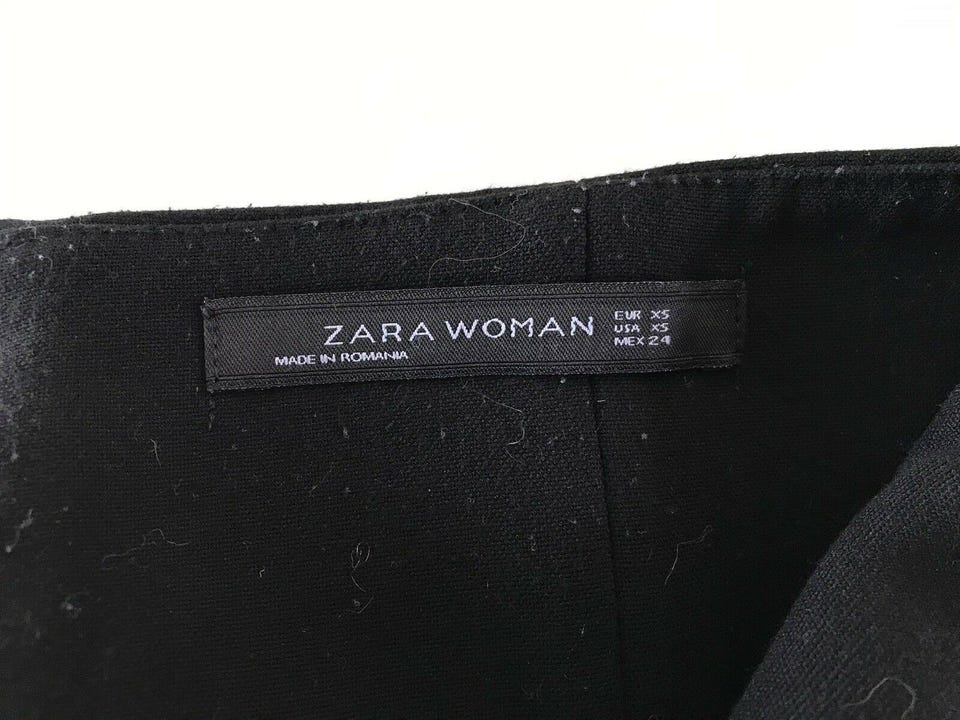 ZARA WOMAN
MADE IN ROMANIA
EUR XS
USA XS
MEX 24